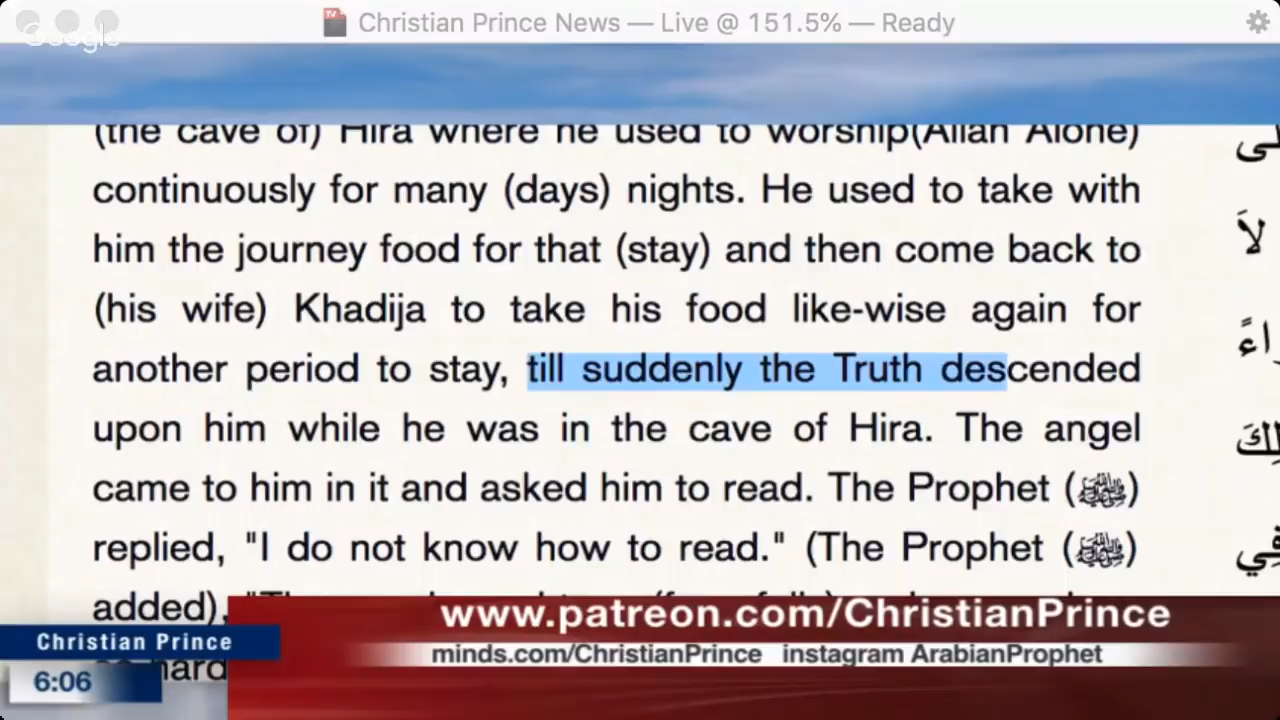 Christian Prince News — Live @ 151.5% — Ready
Google
(the cave of) Hira where he used to worship(Allah Alone)
continuously for many (days) nights. He used to take with
him the journey food for that (stay) and then come back to
(his wife) Khadija to take his food like-wise again for
another period to stay, till suddenly the Truth descended
upon him while he was in the cave of Hira. The angel
came to him in it and asked him to read. The Prophet (ﷺ)
replied, "I do not know how to read." (The Prophet (ﷺ)
added),
hard
لاَ
www.patreon.com/ChristianPrince
Christian Prince
minds.com/ChristianPrince instagram ArabianProphet
6:06